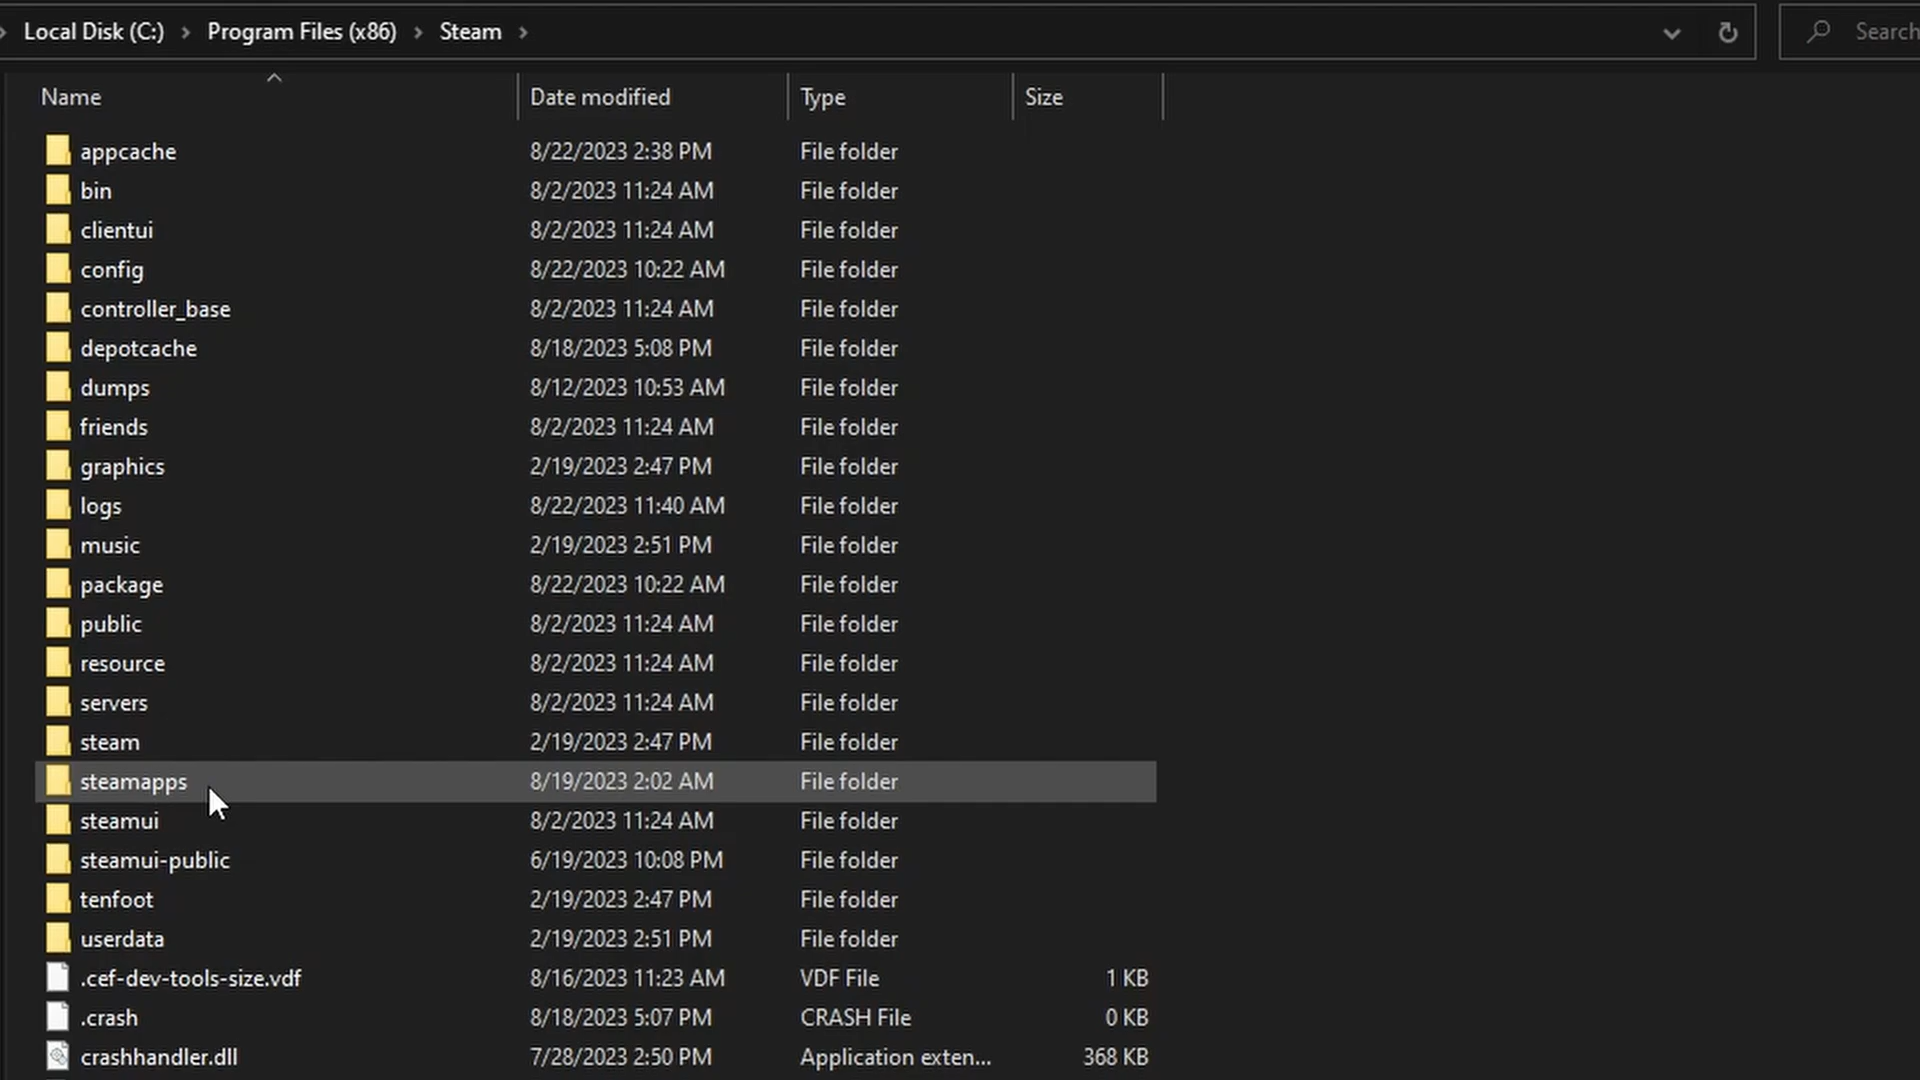 Local Disk (C:) > Program Files (x86) > Steam >
Search
Name Date modified Type Size
appcache 8/22/2023 2:38 PM File folder
bin 8/2/2023 11:24 AM File folder
clientui 8/2/2023 11:24 AM File folder
config 8/22/2023 10:22 AM File folder
controller_base 8/2/2023 11:24 AM File folder
depotcache 8/18/2023 5:08 PM File folder
dumps 8/12/2023 10:53 AM File folder
friends 8/2/2023 11:24 AM File folder
graphics 2/19/2023 2:47 PM File folder
logs 8/22/2023 11:40 AM File folder
music 2/19/2023 2:51 PM File folder
package 8/22/2023 10:22 AM File folder
public 8/2/2023 11:24 AM File folder
resource 8/2/2023 11:24 AM File folder
servers 8/2/2023 11:24 AM File folder
steam 2/19/2023 2:47 PM File folder
steamapps 8/19/2023 2:02 AM File folder
steamui 8/2/2023 11:24 AM File folder
steamui-public 6/19/2023 10:08 PM File folder
tenfoot 2/19/2023 2:47 PM File folder
userdata 2/19/2023 2:51 PM File folder
.cef-dev-tools-size.vdf 8/16/2023 11:23 AM VDF File 1 KB
.crash 8/18/2023 5:07 PM CRASH File 0 KB
crashhandler.dll 7/28/2023 2:50 PM Application exten... 368 KB